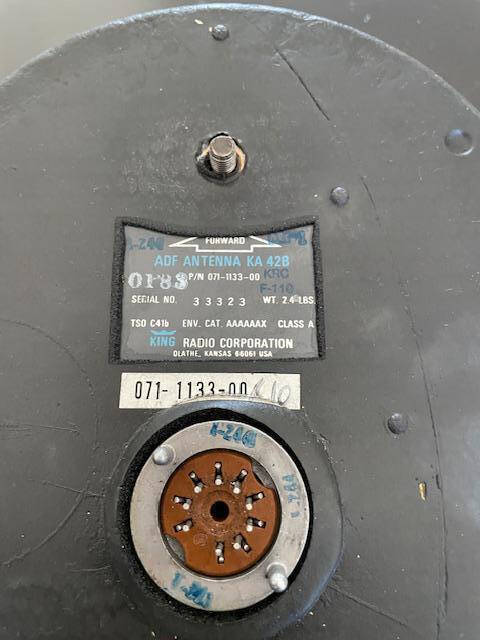 FORWARD
ADF ANTENNA KA 42B
0183 P/N 071-1133-00 KRC
F-110
SERIAL NO. 33323 WT. 2.4 LBS.
TSO C41b ENV. CAT. AAAAAAX CLASS A
KING RADIO CORPORATION
OLATHE, KANSAS 66061 USA
071-1133-00